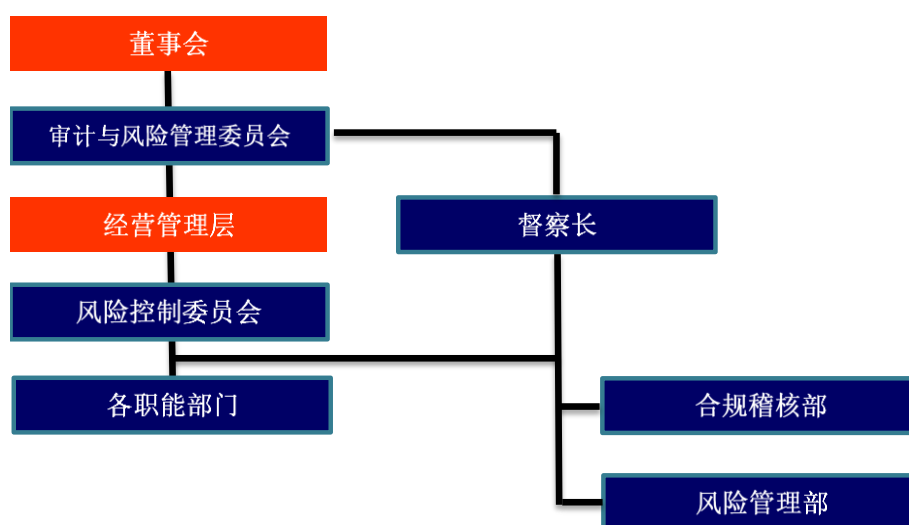 董事会
审计与风险管理委员会
经营管理层
督察长
风险控制委员会
各职能部门
合规稽核部
风险管理部